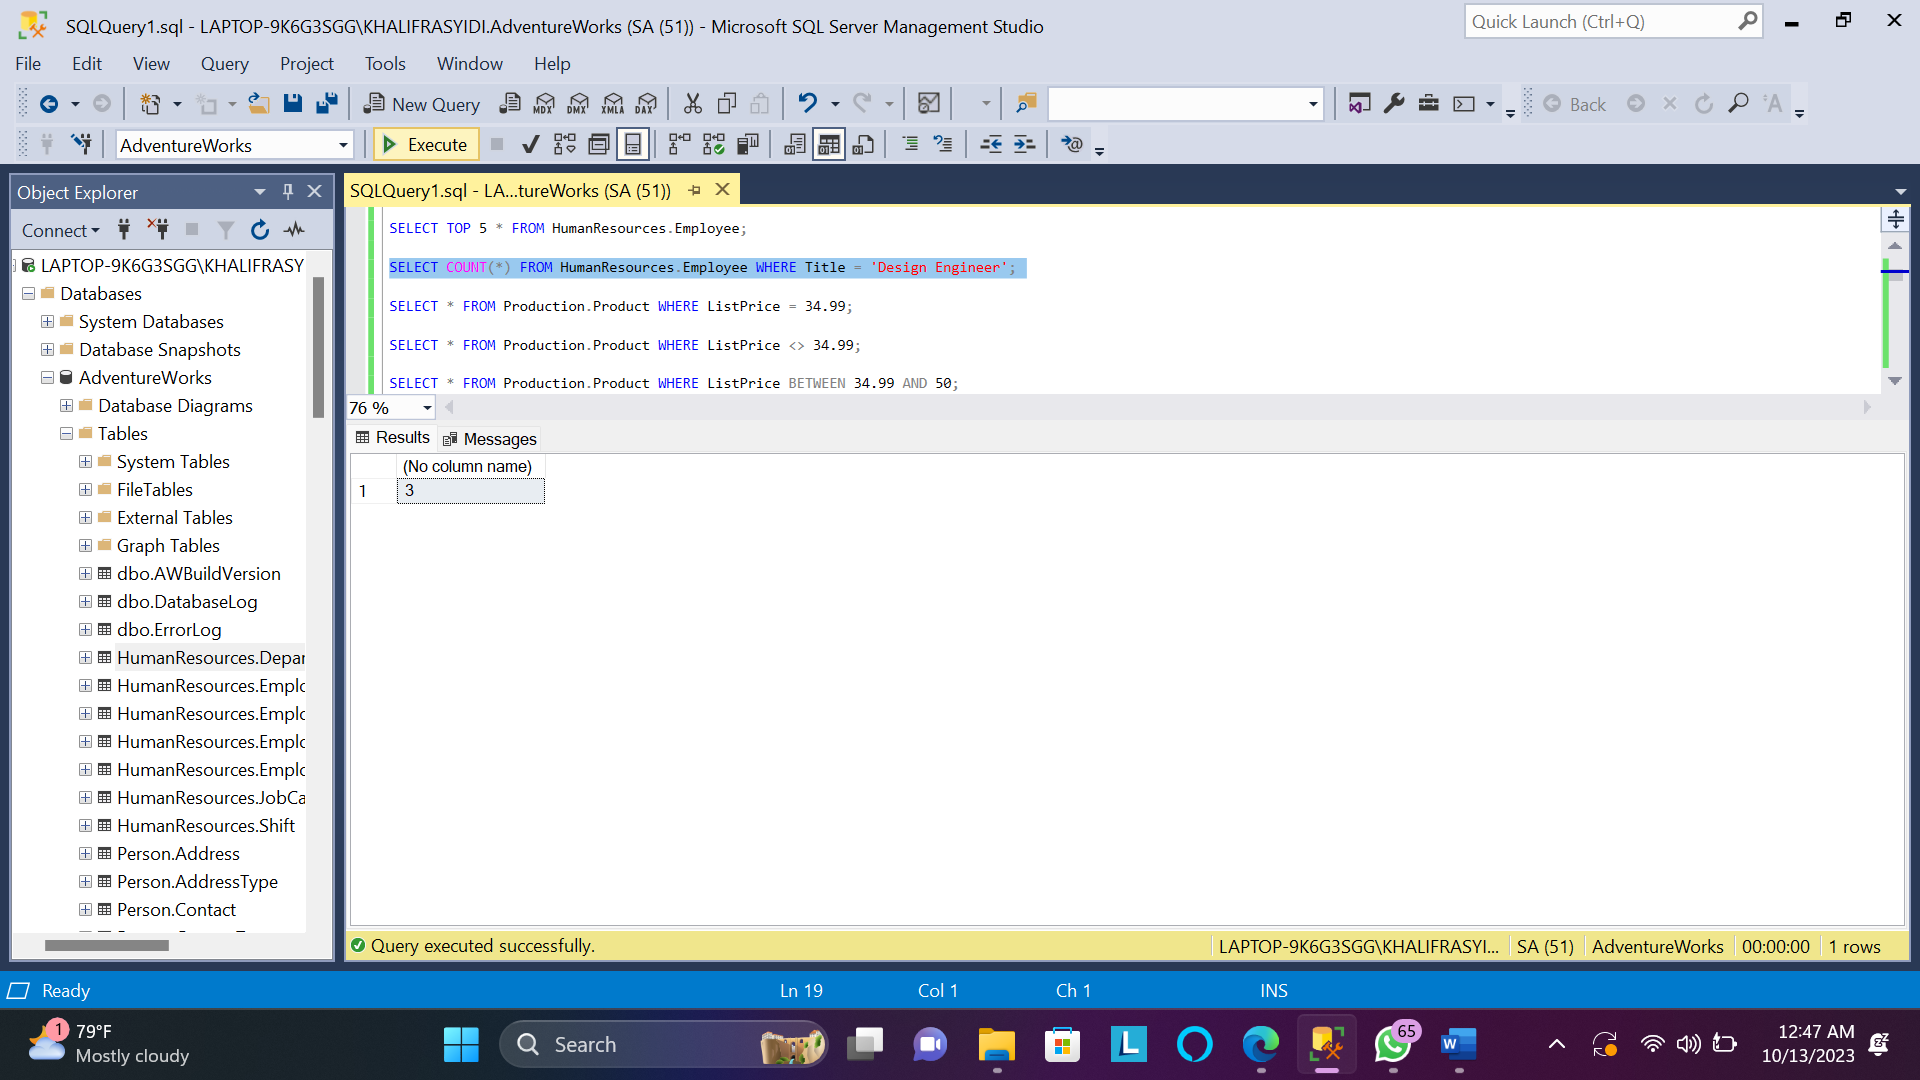 SQLQuery1.sql - LAPTOP-9K6G3SGG\KHALIFRASYIDI.AdventureWorks (SA (51)) - Microsoft SQL Server Management Studio
Quick Launch (Ctrl+Q)
File Edit View Query Project Tools Window Help
New Query MDX DMX XMLA DAX Back
AdventureWorks Execute
Object Explorer
Connect
LAPTOP-9K6G3SGG\KHALIFRASY
Databases
System Databases
Database Snapshots
AdventureWorks
Database Diagrams
Tables
System Tables
FileTables
External Tables
Graph Tables
dbo.AWBuildVersion
dbo.DatabaseLog
dbo.ErrorLog
HumanResources.Depar
HumanResources.Emplo
HumanResources.Emplo
HumanResources.Emplo
HumanResources.Emplo
HumanResources.JobCa
HumanResources.Shift
Person.Address
Person.AddressType
Person.Contact
SQLQuery1.sql - LA...tureWorks (SA (51))
SELECT TOP 5 * FROM HumanResources.Employee;
SELECT COUNT(*) FROM HumanResources.Employee WHERE Title = 'Design Engineer';
SELECT * FROM Production.Product WHERE ListPrice = 34.99;
SELECT * FROM Production.Product WHERE ListPrice <> 34.99;
SELECT * FROM Production.Product WHERE ListPrice BETWEEN 34.99 AND 50;
76 %
Results Messages
(No column name)
1 3
Query executed successfully. LAPTOP-9K6G3SGG\KHALIFRASYI... SA (51) AdventureWorks 00:00:00 1 rows
Ready Ln 19 Col 1 Ch 1 INS
1 79°F
Mostly cloudy
Search
L
65
W
12:47 AM
10/13/2023